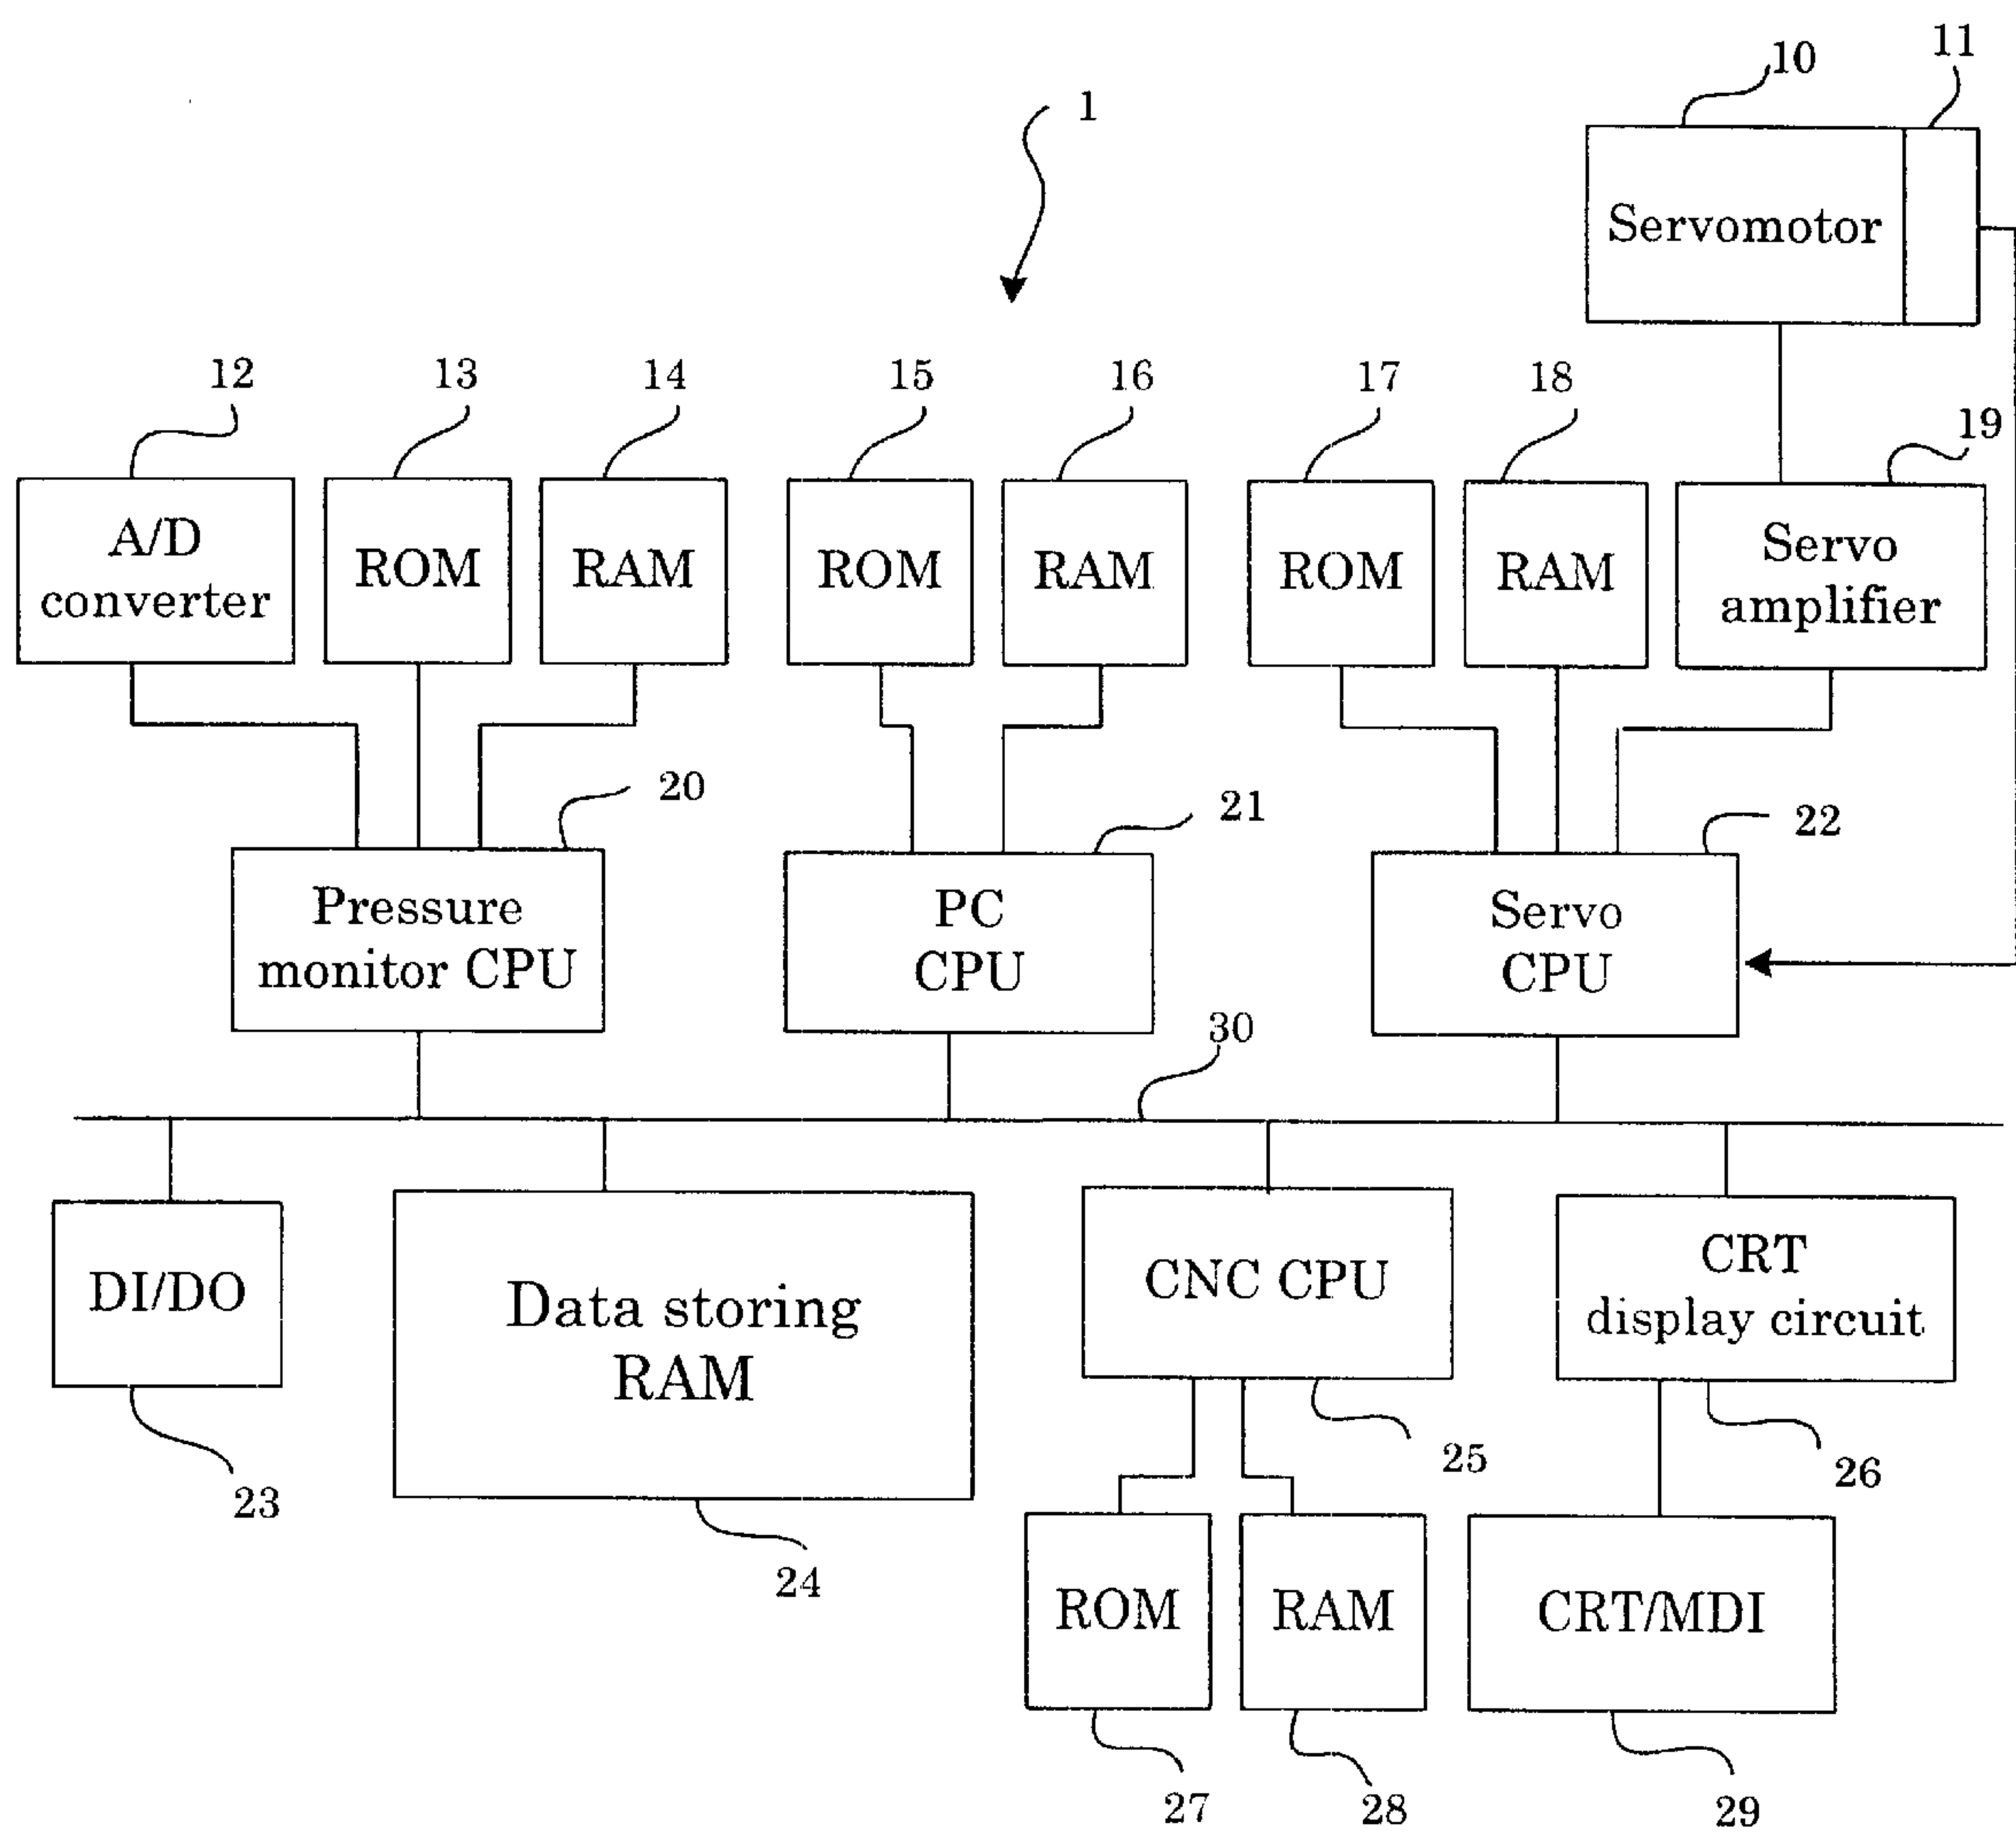 11
10
1
Servomotor
12
13
14
15
16
17
18
19
A/D
converter
ROM
RAM
ROM
RAM
ROM
RAM
Servo
amplifier
20
21
22
Pressure
monitor CPU
PC
CPU
Servo
CPU
30
DI/DO
Data storing
RAM
CNC CPU
CRT
display circuit
23
24
25
26
ROM
RAM
CRT/MDI
27
28
29